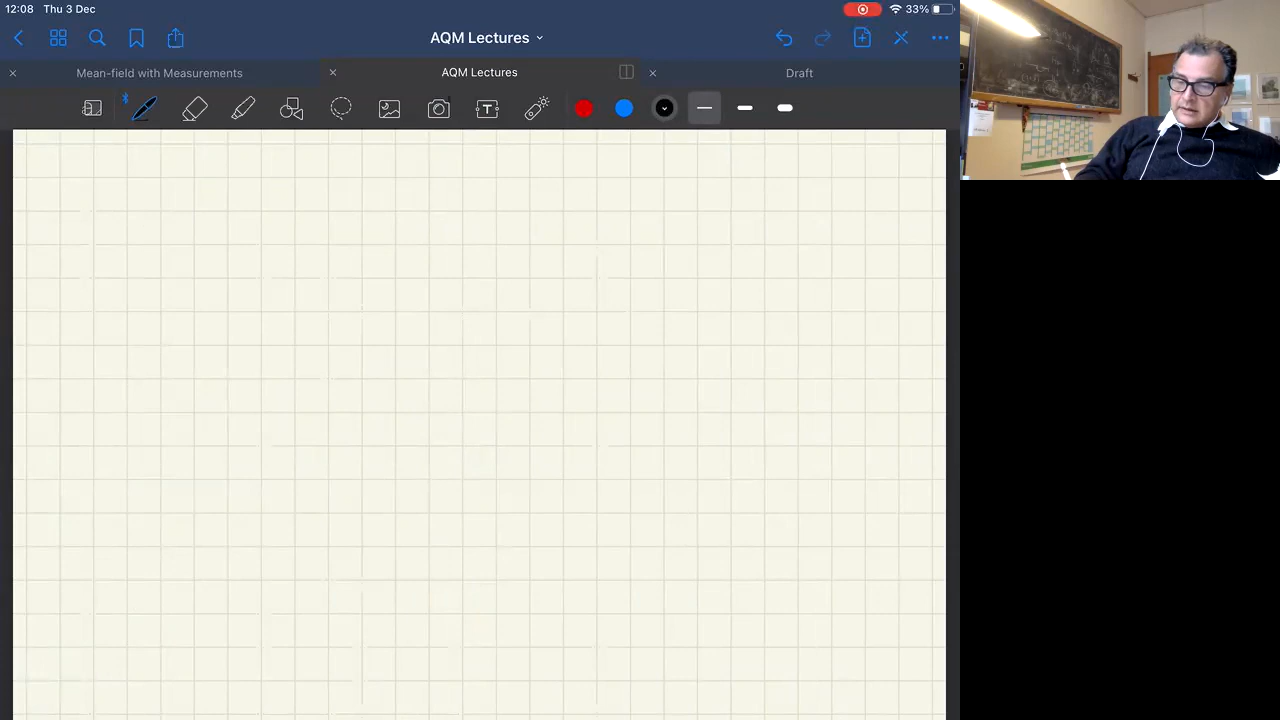 12:08 Thu 3 Dec 33%
AQM Lectures
Mean-field with Measurements AQM Lectures Draft
T